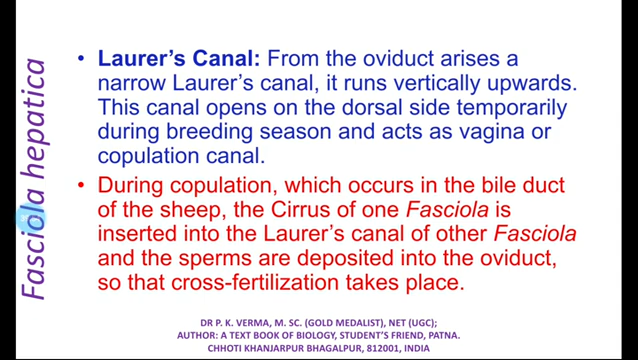 Fasciola hepatica
• Laurer's Canal: From the oviduct arises a
narrow Laurer's canal, it runs vertically upwards.
This canal opens on the dorsal side temporarily
during breeding season and acts as vagina or
copulation canal.
• During copulation, which occurs in the bile duct
of the sheep, the Cirrus of one Fasciola is
inserted into the Laurer's canal of other Fasciola
and the sperms are deposited into the oviduct,
so that cross-fertilization takes place.
DR P. K. VERMA, M. SC. (GOLD MEDALIST), NET (UGC);
AUTHOR: A TEXT BOOK OF BIOLOGY, STUDENT'S FRIEND, PATNA.
CHHOTI KHANJARPUR BHAGALPUR, 812001, INDIA